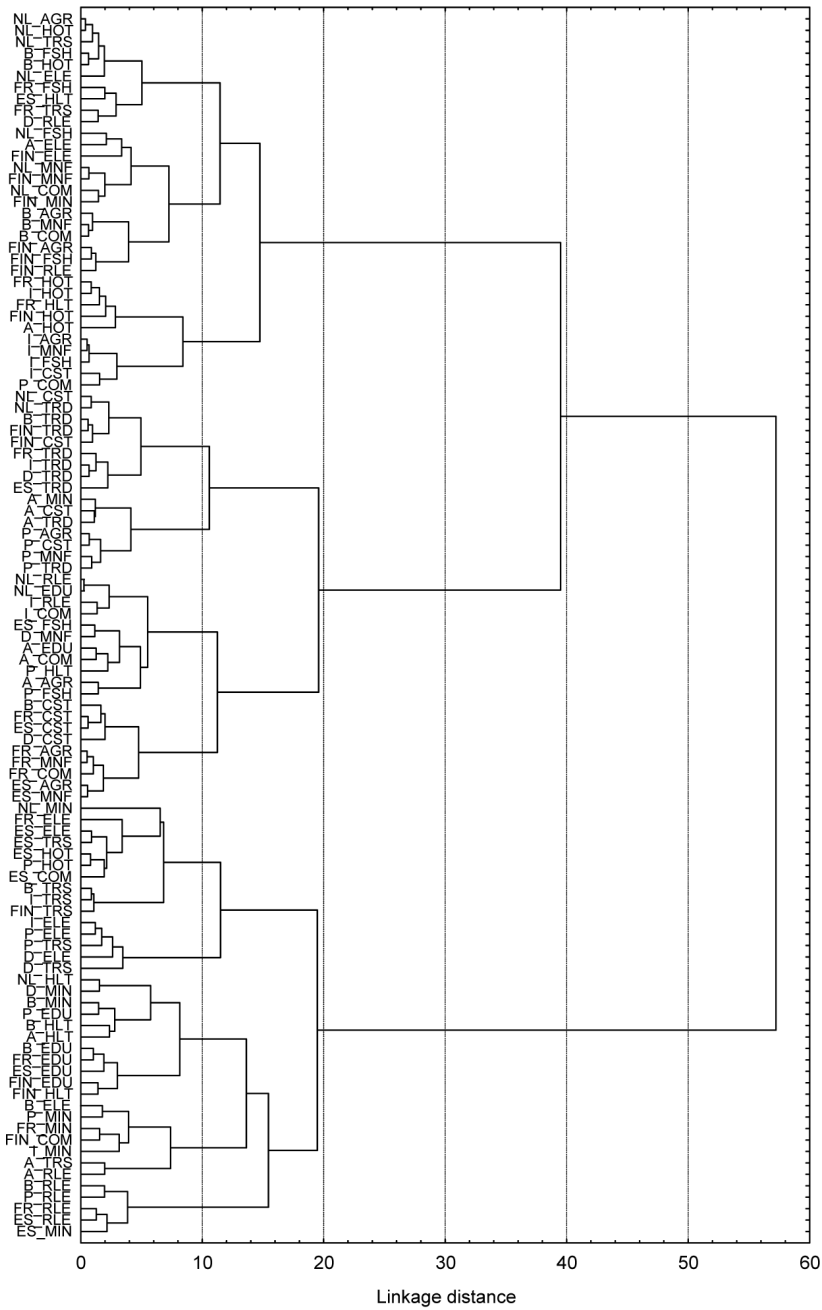 NL_AGR
NL_HOT
NL_TRS
B_FSH
B_HOT
NL_ELE
FR_FSH
ES_HLT
FR_TRS
D_RLE
NL_FSH
A_ELE
FIN_ELE
NL_MNF
FIN_MNF
NL_COM
FIN_MIN
B_AGR
B_MNF
B_COM
FIN_AGR
FIN_FSH
FIN_RLE
FR_HOT
I_HOT
FR_HLT
FIN_HOT
A_HOT
I_AGR
I_MNF
I_FSH
I_CST
P_COM
NL_CST
NL_TRD
B_TRD
FIN_TRD
FIN_CST
FR_TRD
I_TRD
D_TRD
ES_TRD
A_MIN
A_CST
A_TRD
P_AGR
P_CST
P_MNF
P_TRD
NL_RLE
NL_EDU
I_RLE
I_COM
ES_FSH
D_MNF
A_EDU
A_COM
P_HLT
A_AGR
P_FSH
B_CST
FR_CST
ES_CST
D_CST
FR_AGR
FR_MNF
FR_COM
ES_AGR
ES_MNF
NL_MIN
FR_ELE
ES_ELE
ES_TRS
ES_HOT
P_HOT
ES_COM
B_TRS
I_TRS
FIN_TRS
I_ELE
P_ELE
P_TRS
D_ELE
D_TRS
NL_HLT
D_MIN
B_MIN
P_EDU
B_HLT
A_HLT
B_EDU
FR_EDU
ES_EDU
FIN_EDU
FIN_HLT
B_ELE
P_MIN
FR_MIN
FIN_COM
I_MIN
A_TRS
A_RLE
B_RLE
P_RLE
FR_RLE
ES_RLE
ES_MIN
0 10 20 30 40 50 60
Linkage distance